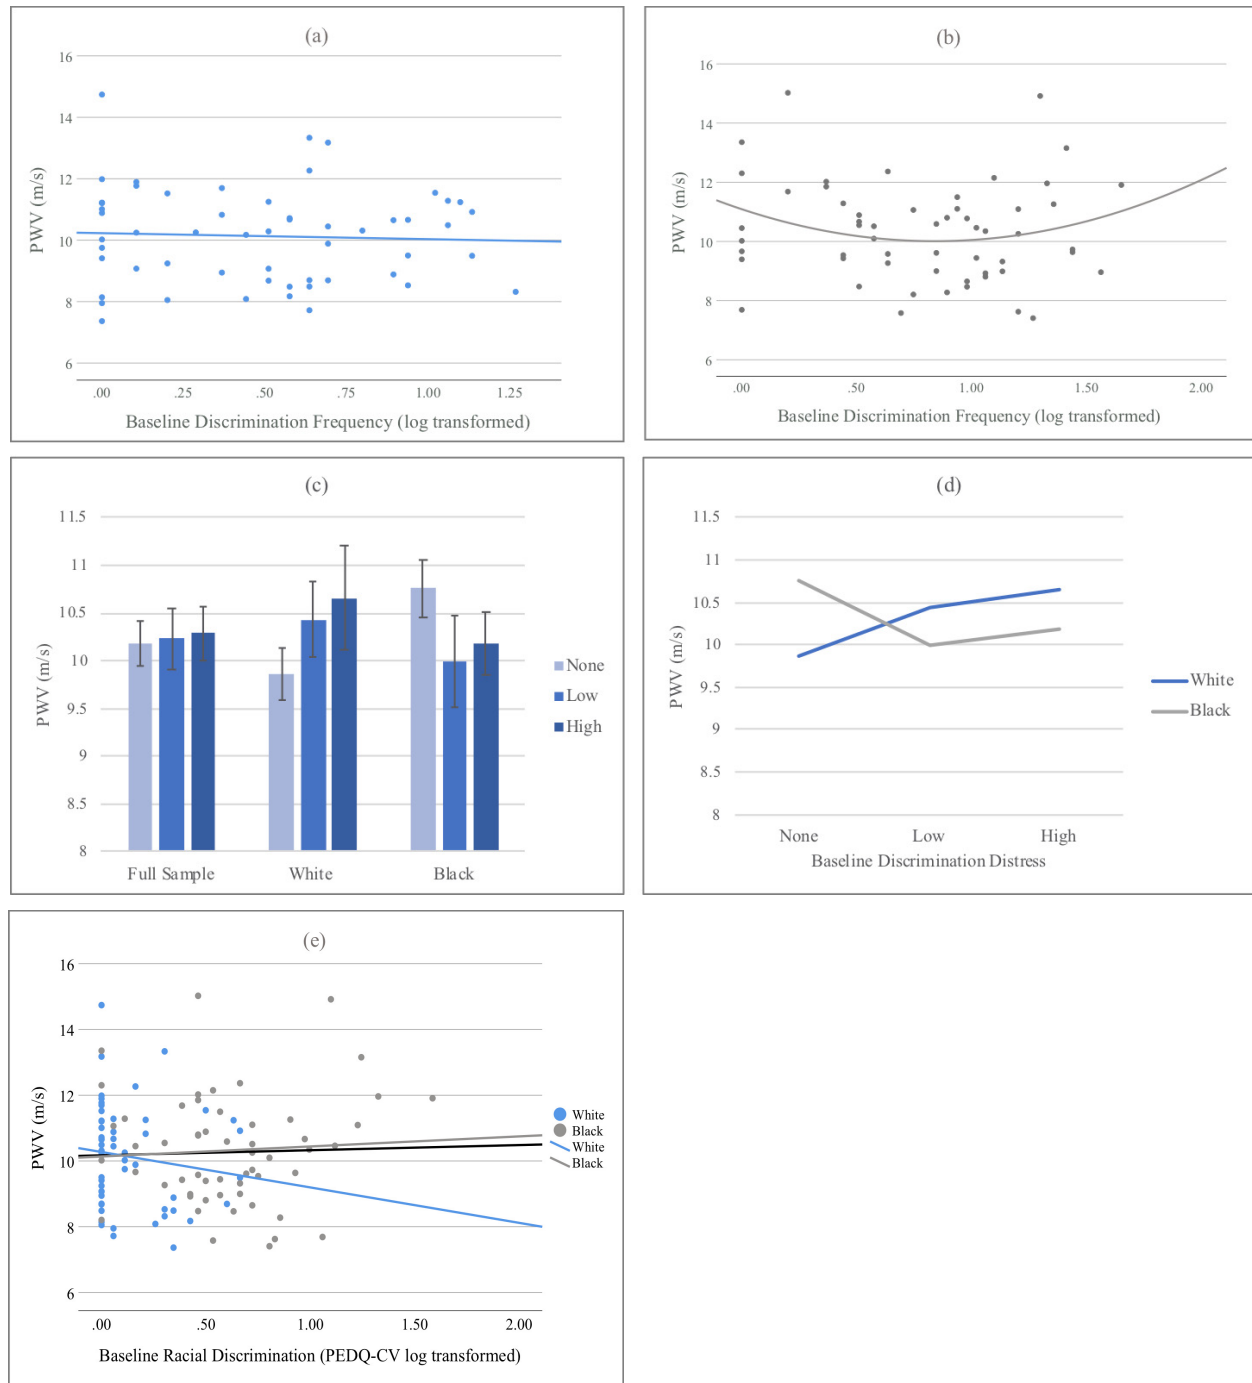 (a)
16
14
12
10
8
6
PWV (m/s)
.00 .25 .50 .75 1.00 1.25
Baseline Discrimination Frequency (log transformed)
(b)
16
14
12
10
8
6
PWV (m/s)
.00 .50 1.00 1.50 2.00
Baseline Discrimination Frequency (log transformed)
(c)
11.5
11
10.5
10
9.5
9
8.5
8
PWV (m/s)
None
Low
High
Full Sample White Black
(d)
11.5
11
10.5
10
9.5
9
8.5
8
PWV (m/s)
White
Black
None Low High
Baseline Discrimination Distress
(e)
16
14
12
10
8
6
PWV (m/s)
White
Black
White
Black
.00 .50 1.00 1.50 2.00
Baseline Racial Discrimination (PEDQ-CV log transformed)